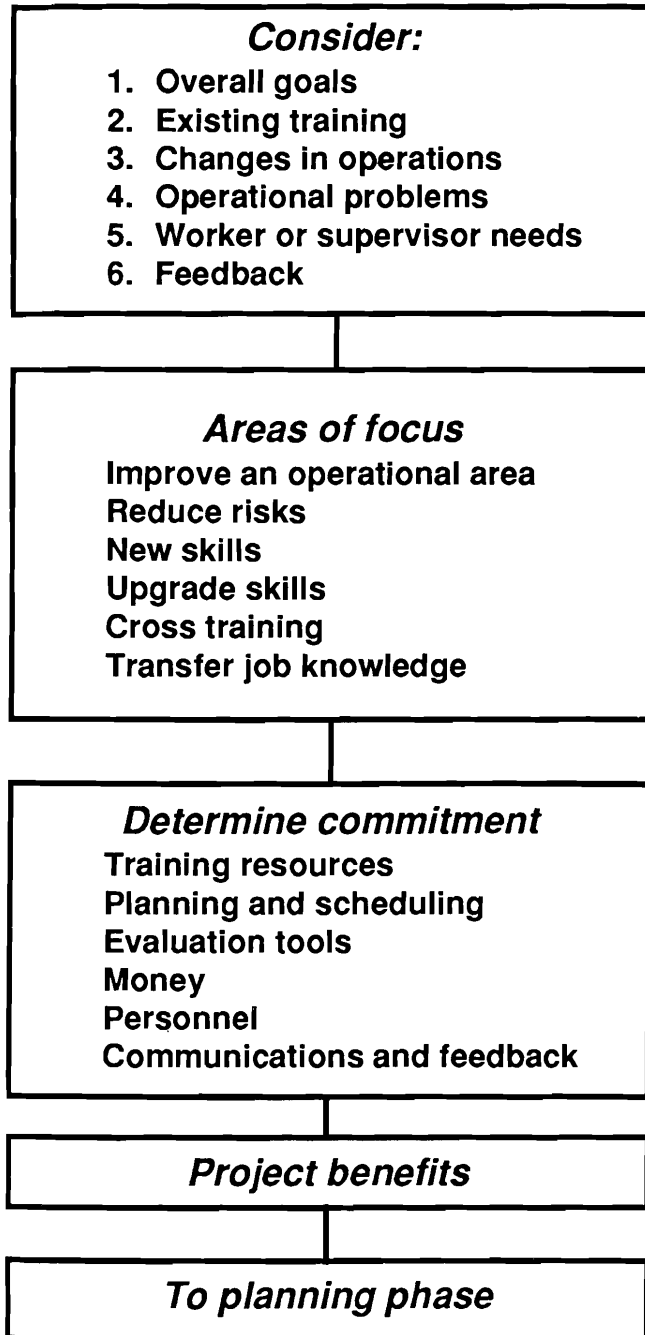 Consider:
1. Overall goals
2. Existing training
3. Changes in operations
4. Operational problems
5. Worker or supervisor needs
6. Feedback
Areas of focus
Improve an operational area
Reduce risks
New skills
Upgrade skills
Cross training
Transfer job knowledge
Determine commitment
Training resources
Planning and scheduling
Evaluation tools
Money
Personnel
Communications and feedback
Project benefits
To planning phase